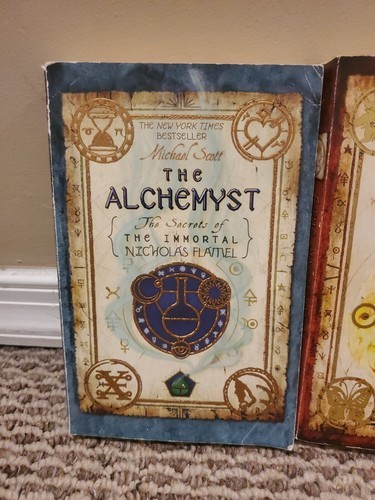 THE NEW YORK TIMES
BESTSELLER
Michael Scott
THE
ALCHEMYST
The Secrets of
THE IMMORTAL
NICHOLAS FLAMEL